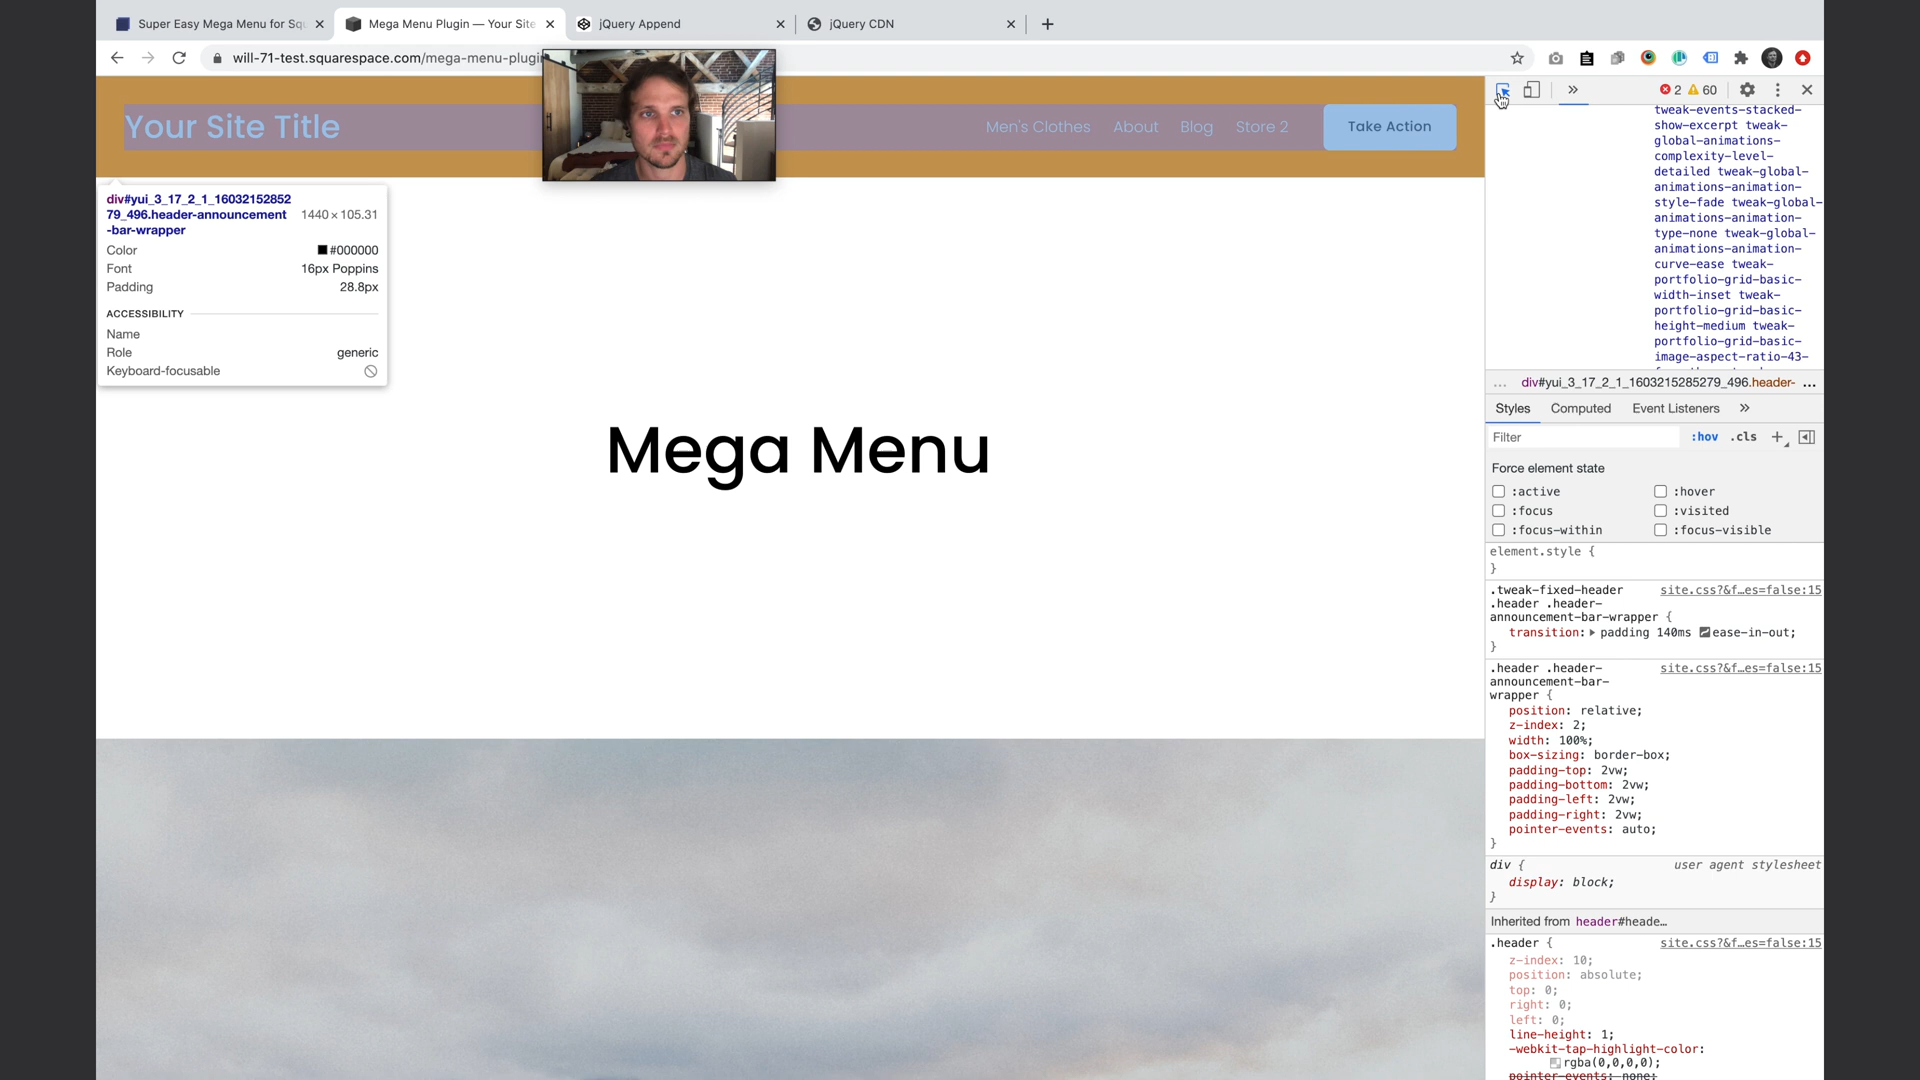 Super Easy Mega Menu for Squ
Mega Menu Plugin — Your Site
jQuery Append
jQuery CDN
will-71-test.squarespace.com/mega-menu-plugin
Your Site Title
Men's Clothes
About
Blog
Store 2
Take Action
div#yui_3_17_2_1_16032152852
79_496.header-announcement
-bar-wrapper
1440 × 105.31
Color
#000000
Font
16px Poppins
Padding
28.8px
ACCESSIBILITY
Name
Role
generic
Keyboard-focusable
Mega Menu
2
60
tweak-events-stacked-
show-excerpt tweak-
global-animations-
complexity-level-
detailed tweak-global-
animations-animation-
style-fade tweak-global-
animations-animation-
type-none tweak-global-
animations-animation-
curve-ease tweak-
portfolio-grid-basic-
width-inset tweak-
portfolio-grid-basic-
height-medium tweak-
portfolio-grid-basic-
image-aspect-ratio-43-
... div#yui_3_17_2_1_1603215285279_496.header- ...
Styles
Computed
Event Listeners
Filter
:hov
.cls
Force element state
:active
:hover
:focus
:visited
:focus-within
:focus-visible
element.style {
}
.tweak-fixed-header
site.css?&f…es=false:15
.header .header-
announcement-bar-wrapper {
transition: padding 140ms ease-in-out;
}
.header .header-
site.css?&f…es=false:15
announcement-bar-
wrapper {
position: relative;
z-index: 2;
width: 100%;
box-sizing: border-box;
padding-top: 2vw;
padding-bottom: 2vw;
padding-left: 2vw;
padding-right: 2vw;
pointer-events: auto;
}
div {
user agent stylesheet
display: block;
}
Inherited from header#heade…
.header {
site.css?&f…es=false:15
z-index: 10;
position: absolute;
top: 0;
right: 0;
left: 0;
line-height: 1;
-webkit-tap-highlight-color:
rgba(0,0,0,0);
pointer-events: none;